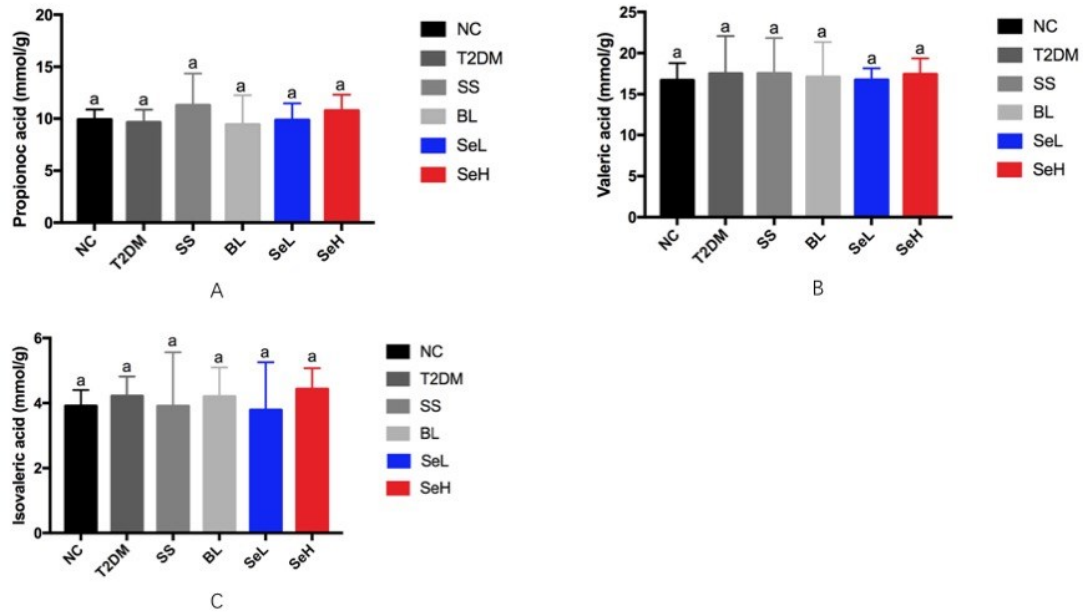 Propionoc acid (mmol/g)
20
15
10
5
0
a a a a a a
NC T2DM SS BL SeL SeH
NC
T2DM
SS
BL
SeL
SeH
A
Valeric acid (mmol/g)
25
20
15
10
5
0
a a a a a a
NC T2DM SS BL SeL SeH
NC
T2DM
SS
BL
SeL
SeH
B
Isovaleric acid (mmol/g)
6
4
2
0
a a a a a a
NC T2DM SS BL SeL SeH
NC
T2DM
SS
BL
SeL
SeH
C